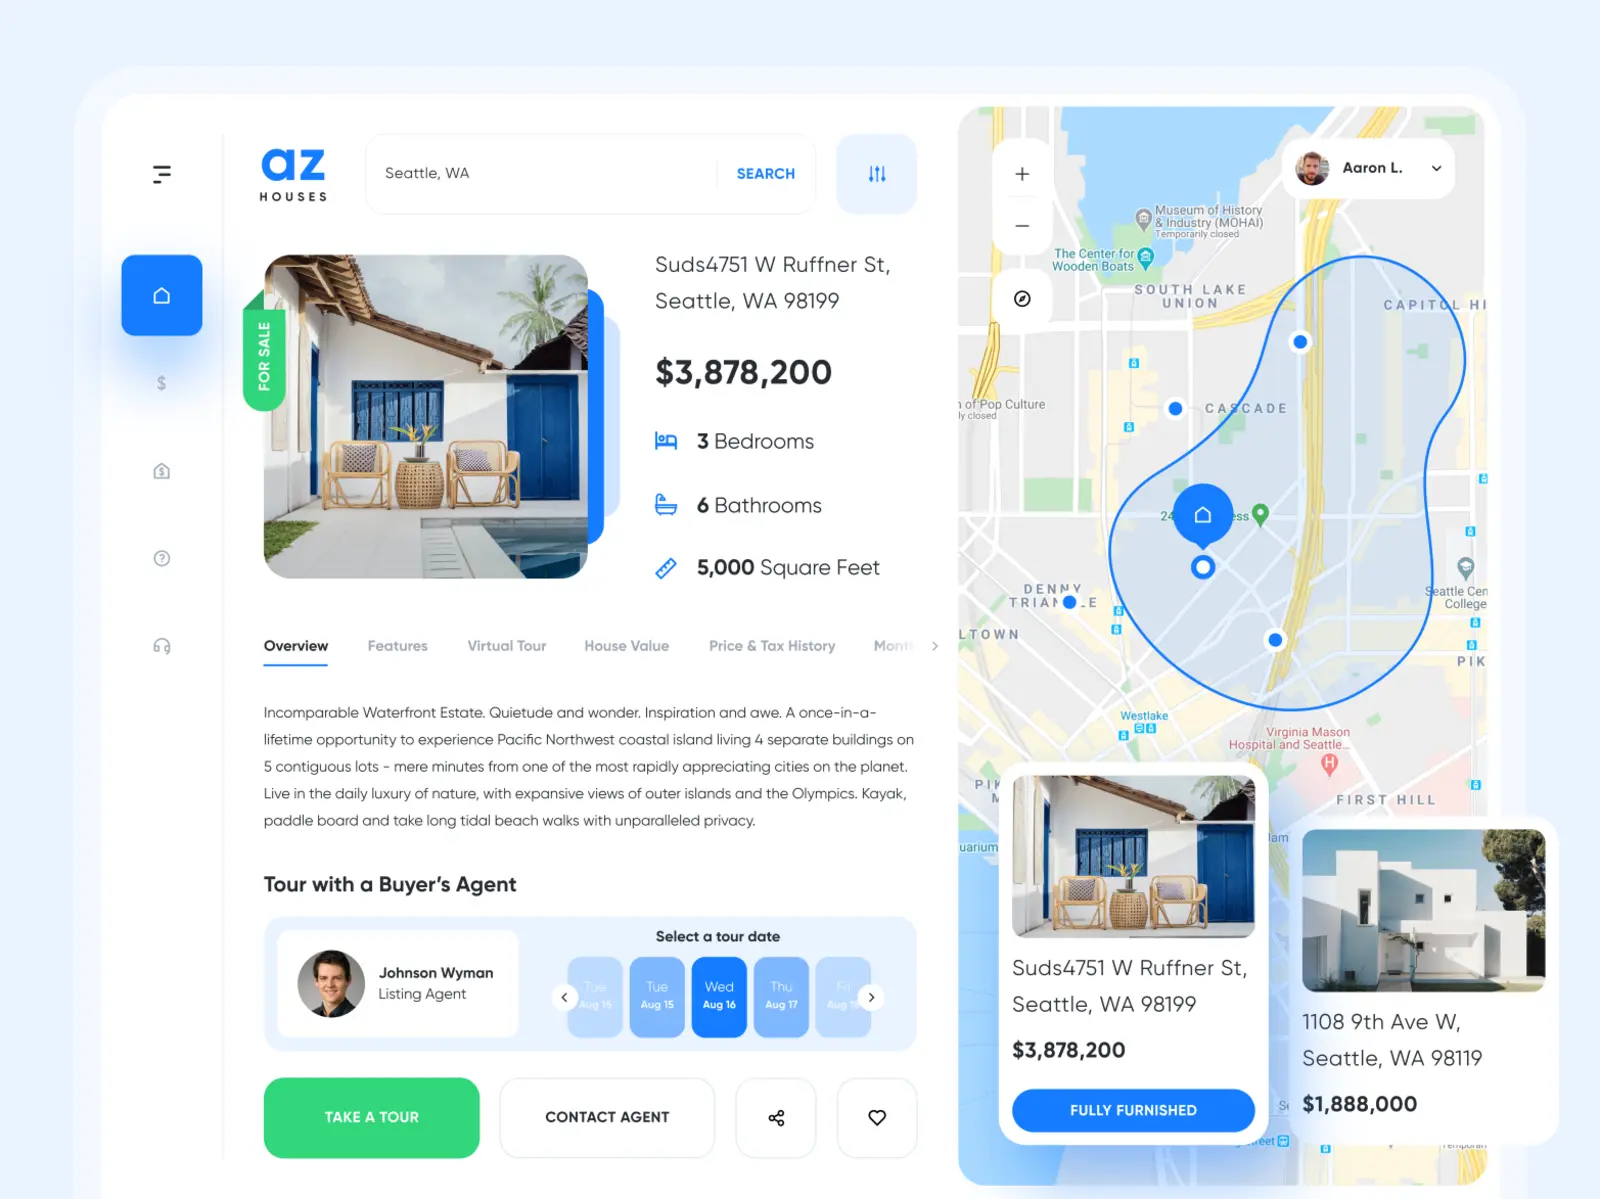 az
HOUSES
Seattle, WA
SEARCH
FOR SALE
Suds4751 W Ruffner St,
Seattle, WA 98199
$3,878,200
3 Bedrooms
6 Bathrooms
5,000 Square Feet
Overview
Features
Virtual Tour
House Value
Price & Tax History
Incomparable Waterfront Estate. Quietude and wonder. Inspiration and awe. A once-in-a-
lifetime opportunity to experience Pacific Northwest coastal island living 4 separate buildings on
5 contiguous lots - mere minutes from one of the most rapidly appreciating cities on the planet.
Live in the daily luxury of nature, with expansive views of outer islands and the Olympics. Kayak,
paddle board and take long tidal beach walks with unparalleled privacy.
Tour with a Buyer's Agent
Johnson Wyman
Listing Agent
Select a tour date
Tue
Aug 15
Tue
Aug 15
Wed
Aug 16
Thu
Aug 17
Fri
Aug
TAKE A TOUR
CONTACT AGENT
Aaron L.
Museum of History
& Industry (MOHAI)
Temporarily closed
The Center for
Wooden Boats
SOUTH LAKE
UNION
CAPITOL HI
of Pop Culture
ly closed
CASCADE
24
ess
DENNY
TRIANGLE
LTOWN
Seattle Cen
College
PIK
Westlake
Virginia Mason
Hospital and Seattle...
FIRST HILL
PIK
uarium
Suds4751 W Ruffner St,
Seattle, WA 98199
$3,878,200
FULLY FURNISHED
1108 9th Ave W,
Seattle, WA 98119
$1,888,000